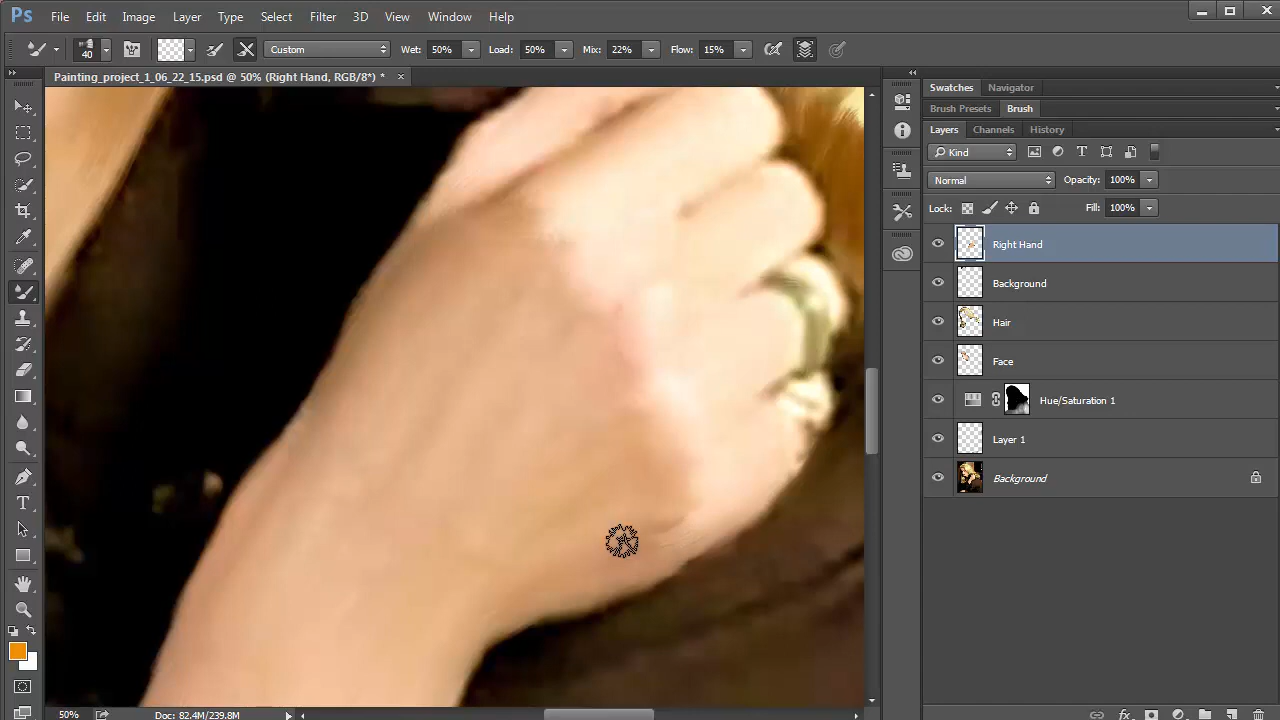 Ps File Edit Image Layer Type Select Filter 3D View Window Help
40 Custom Wet: 50% Load: 50% Mix: 22% Flow: 15%
Painting_project_1_06_22_15.psd @ 50% (Right Hand, RGB/8*) *
Swatches Navigator
Brush Presets Brush
Layers Channels History
Kind
Normal Opacity: 100%
Lock: Fill: 100%
Right Hand
Background
Hair
Face
Hue/Saturation 1
Layer 1
Background
50% Doc: 82.4M/239.8M
fx